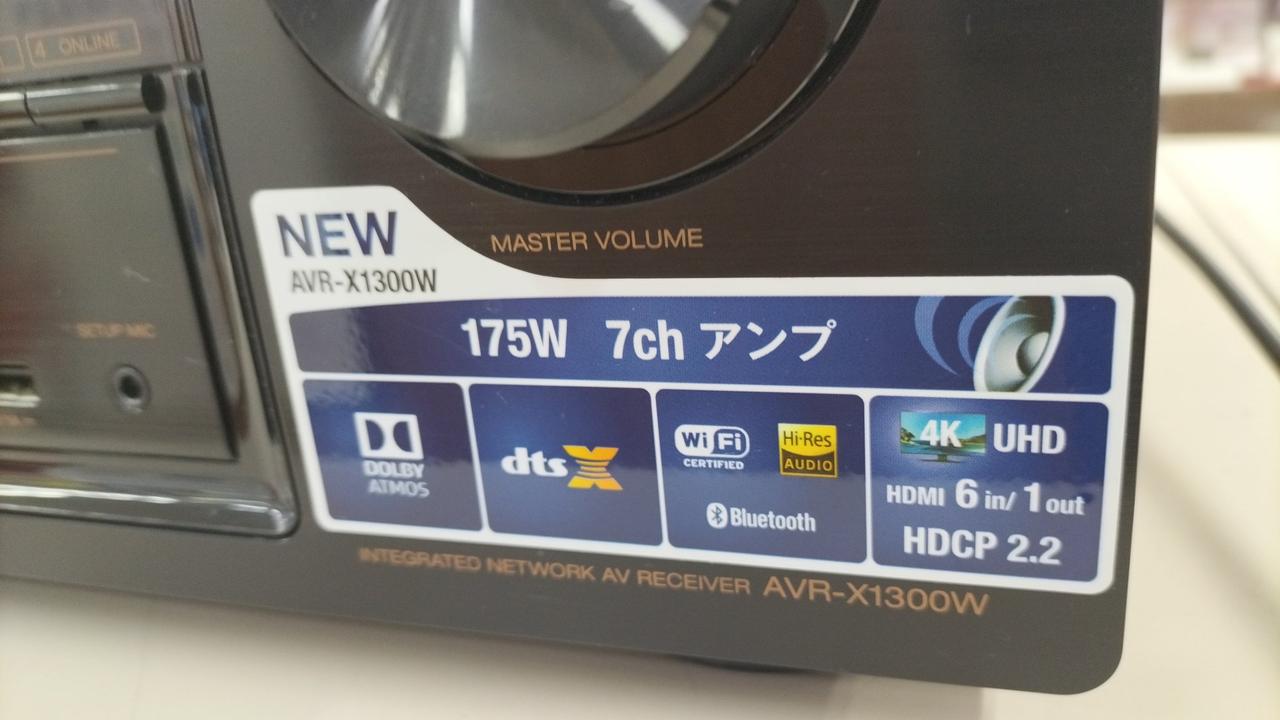 4 ONLINE
MASTER VOLUME
NEW
AVR-X1300W
SETUP MIC
175W 7ch アンプ
DOLBY
ATMOS
dts X
Wi Fi
CERTIFIED
Hi-Res
AUDIO
Bluetooth
4K UHD
HDMI 6 in/ 1 out
HDCP 2.2
INTEGRATED NETWORK AV RECEIVER AVR-X1300W